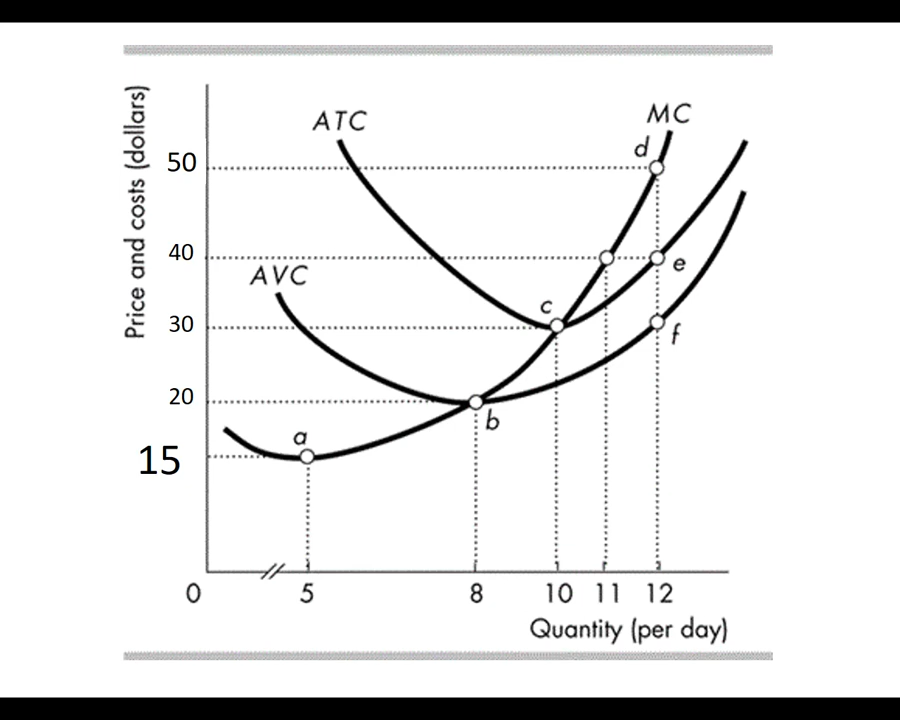 Price and costs (dollars)
ATC
MC
d
50
40
e
AVC
c
30
f
20
b
a
15
0
5
8
10
11
12
Quantity (per day)